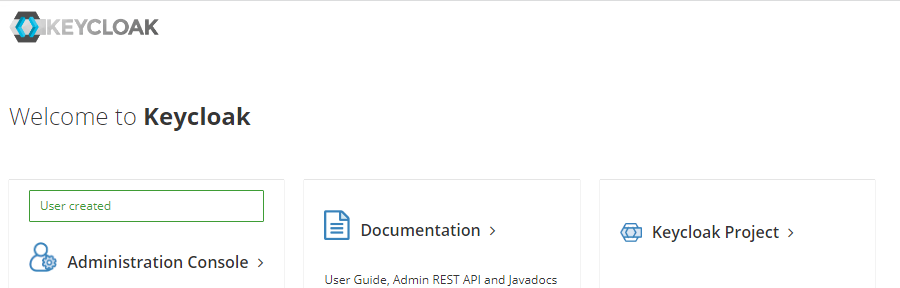 KEYCLOAK
Welcome to Keycloak
User created
Administration Console
Documentation
User Guide, Admin REST API and Javadocs
Keycloak Project